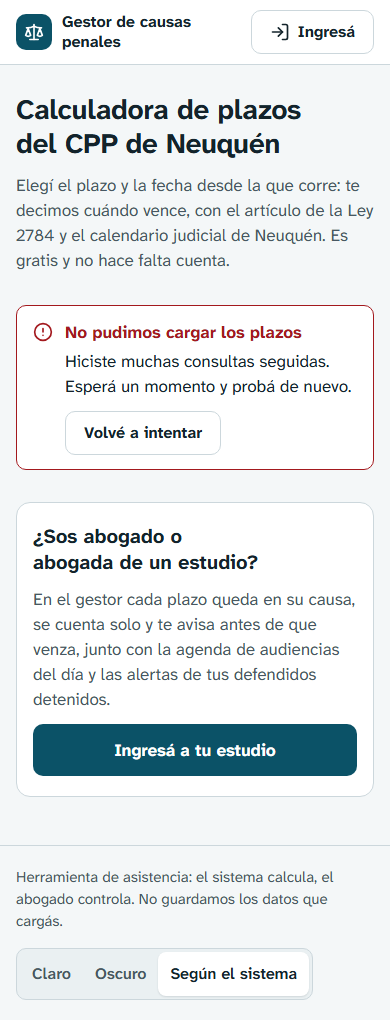 Gestor de causas
penales
Ingresá
Calculadora de plazos
del CPP de Neuquén
Elegí el plazo y la fecha desde la que corre: te
decimos cuándo vence, con el artículo de la Ley
2784 y el calendario judicial de Neuquén. Es
gratis y no hace falta cuenta.
No pudimos cargar los plazos
Hiciste muchas consultas seguidas.
Esperá un momento y probá de nuevo.
Volvé a intentar
¿Sos abogado o
abogada de un estudio?
En el gestor cada plazo queda en su causa,
se cuenta solo y te avisa antes de que
venza, junto con la agenda de audiencias
del día y las alertas de tus defendidos
detenidos.
Ingresá a tu estudio
Herramienta de asistencia: el sistema calcula, el
abogado controla. No guardamos los datos que
cargás.
Claro
Oscuro
Según el sistema